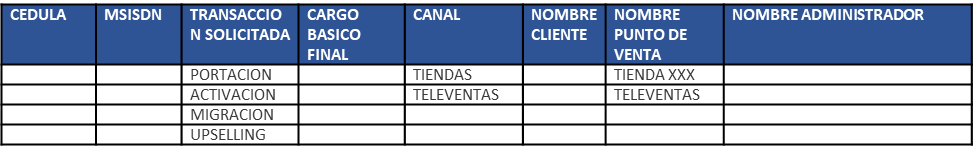 CEDULA MSISDN TRANSACCIO CARGO CANAL NOMBRE NOMBRE NOMBRE ADMINISTRADOR
N SOLICITADA BASICO CLIENTE PUNTO DE
FINAL VENTA
PORTACION TIENDAS TIENDA XXX
ACTIVACION TELEVENTAS TELEVENTAS
MIGRACION
UPSELLING